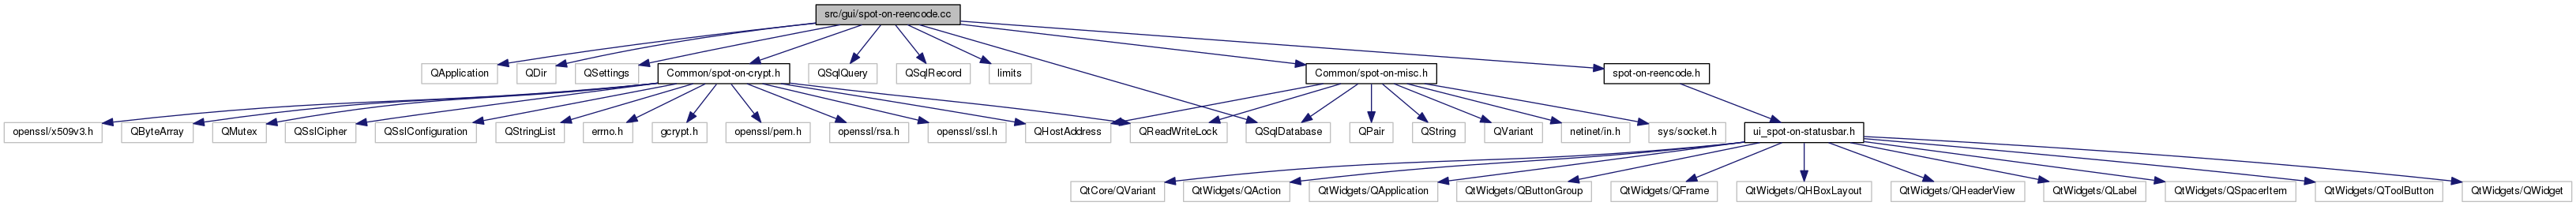 src/gui/spot-on-reencode.cc
QApplication
QDir
QSettings
Common/spot-on-crypt.h
QSqlQuery
QSqlRecord
limits
Common/spot-on-misc.h
spot-on-reencode.h
openssl/x509v3.h
QByteArray
QMutex
QSslCipher
QSslConfiguration
QStringList
errno.h
gcrypt.h
openssl/pem.h
openssl/rsa.h
openssl/ssl.h
QHostAddress
QReadWriteLock
QSqlDatabase
QPair
QString
QVariant
netinet/in.h
sys/socket.h
ui_spot-on-statusbar.h
QtCore/QVariant
QtWidgets/QAction
QtWidgets/QApplication
QtWidgets/QButtonGroup
QtWidgets/QFrame
QtWidgets/QHBoxLayout
QtWidgets/QHeaderView
QtWidgets/QLabel
QtWidgets/QSpacerItem
QtWidgets/QToolButton
QtWidgets/QWidget